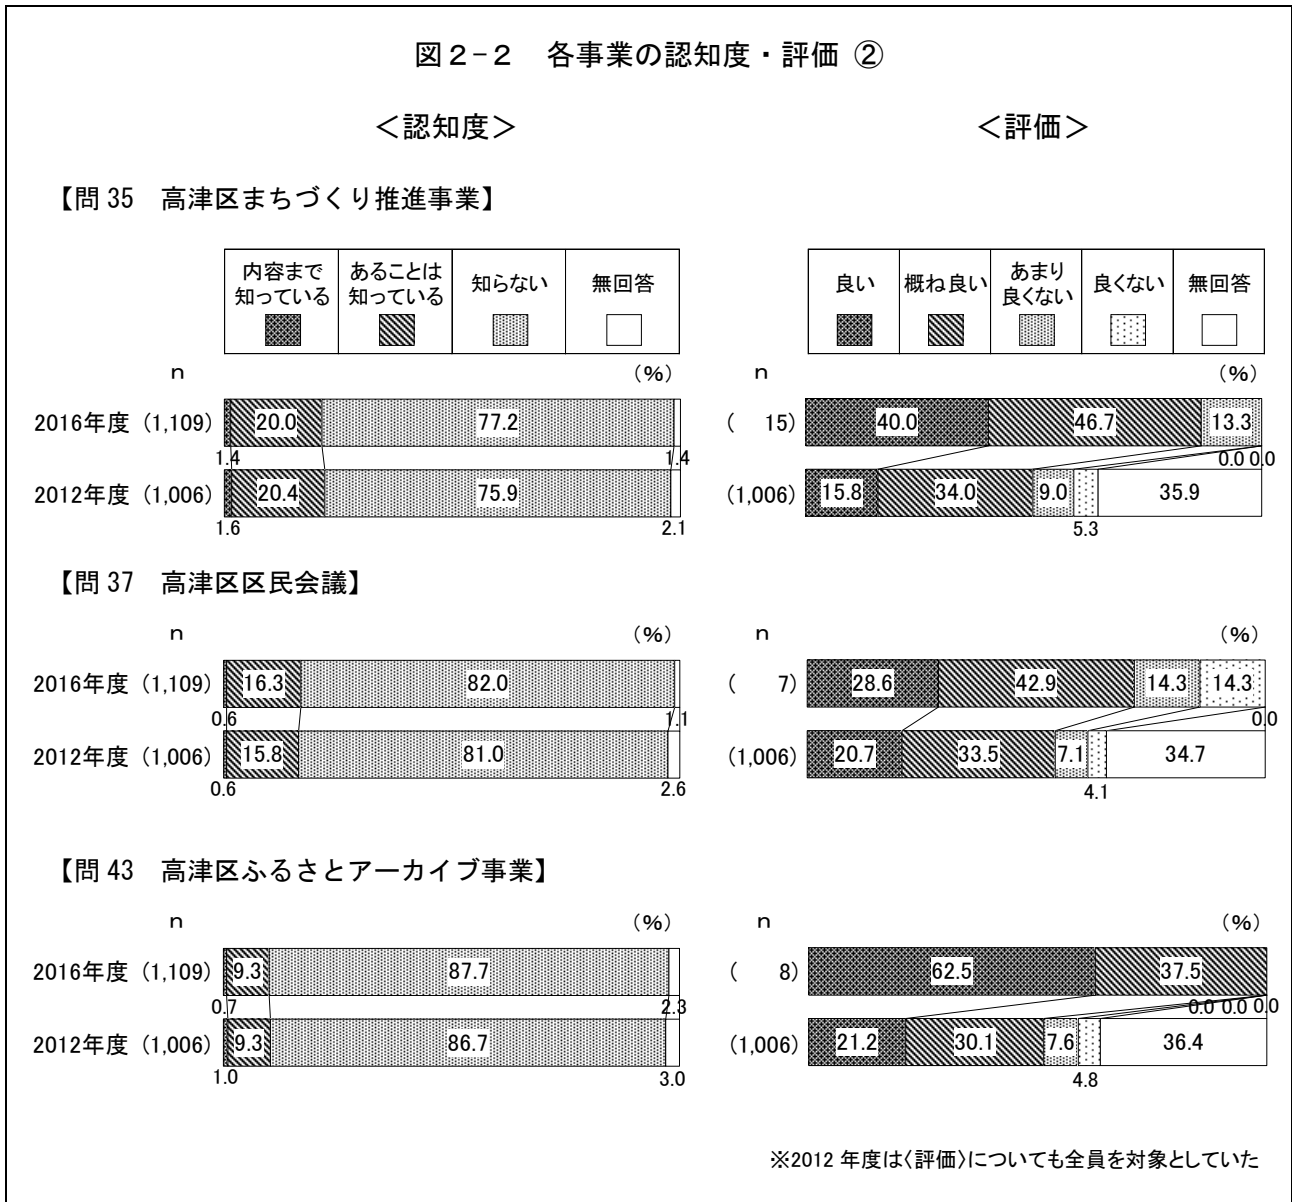 図２−２　各事業の認知度・評価 ②
＜認知度＞
＜評価＞
【問 35　高津区まちづくり推進事業】
内容まで
知っている
あることは
知っている
知らない
無回答
良い
概ね良い
あまり
良くない
良くない
無回答
n
(%)
n
(%)
2016年度 (1,109)
20.0
77.2
1.4
1.4
2012年度 (1,006)
20.4
75.9
1.6
2.1
( 15)
40.0
46.7
13.3
0.0 0.0
(1,006)
15.8
34.0
9.0
35.9
5.3
【問 37　高津区区民会議】
n
(%)
n
(%)
2016年度 (1,109)
16.3
82.0
0.6
1.1
2012年度 (1,006)
15.8
81.0
0.6
2.6
( 7)
28.6
42.9
14.3
14.3
0.0
(1,006)
20.7
33.5
7.1
34.7
4.1
【問 43　高津区ふるさとアーカイブ事業】
n
(%)
n
(%)
2016年度 (1,109)
9.3
87.7
0.7
2.3
2012年度 (1,006)
9.3
86.7
1.0
3.0
( 8)
62.5
37.5
0.0 0.0 0.0
(1,006)
21.2
30.1
7.6
36.4
4.8
※2012 年度は〈評価〉についても全員を対象としていた